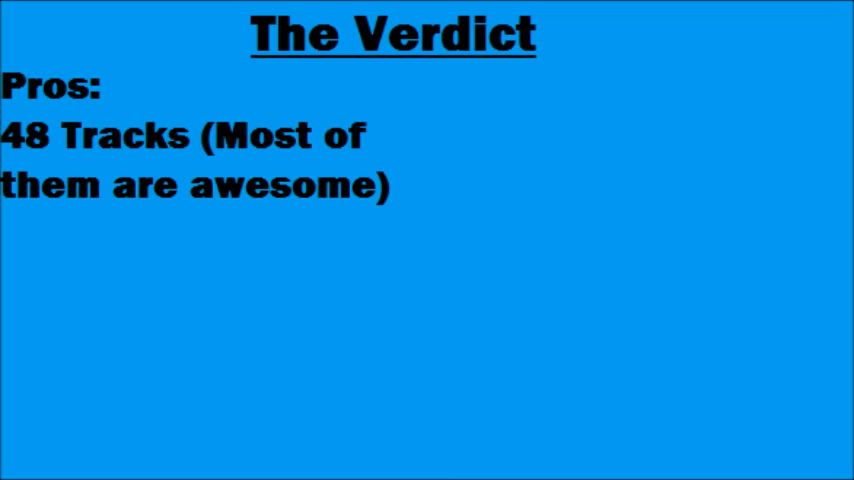 The Verdict
Pros:
48 Tracks (Most of
them are awesome)